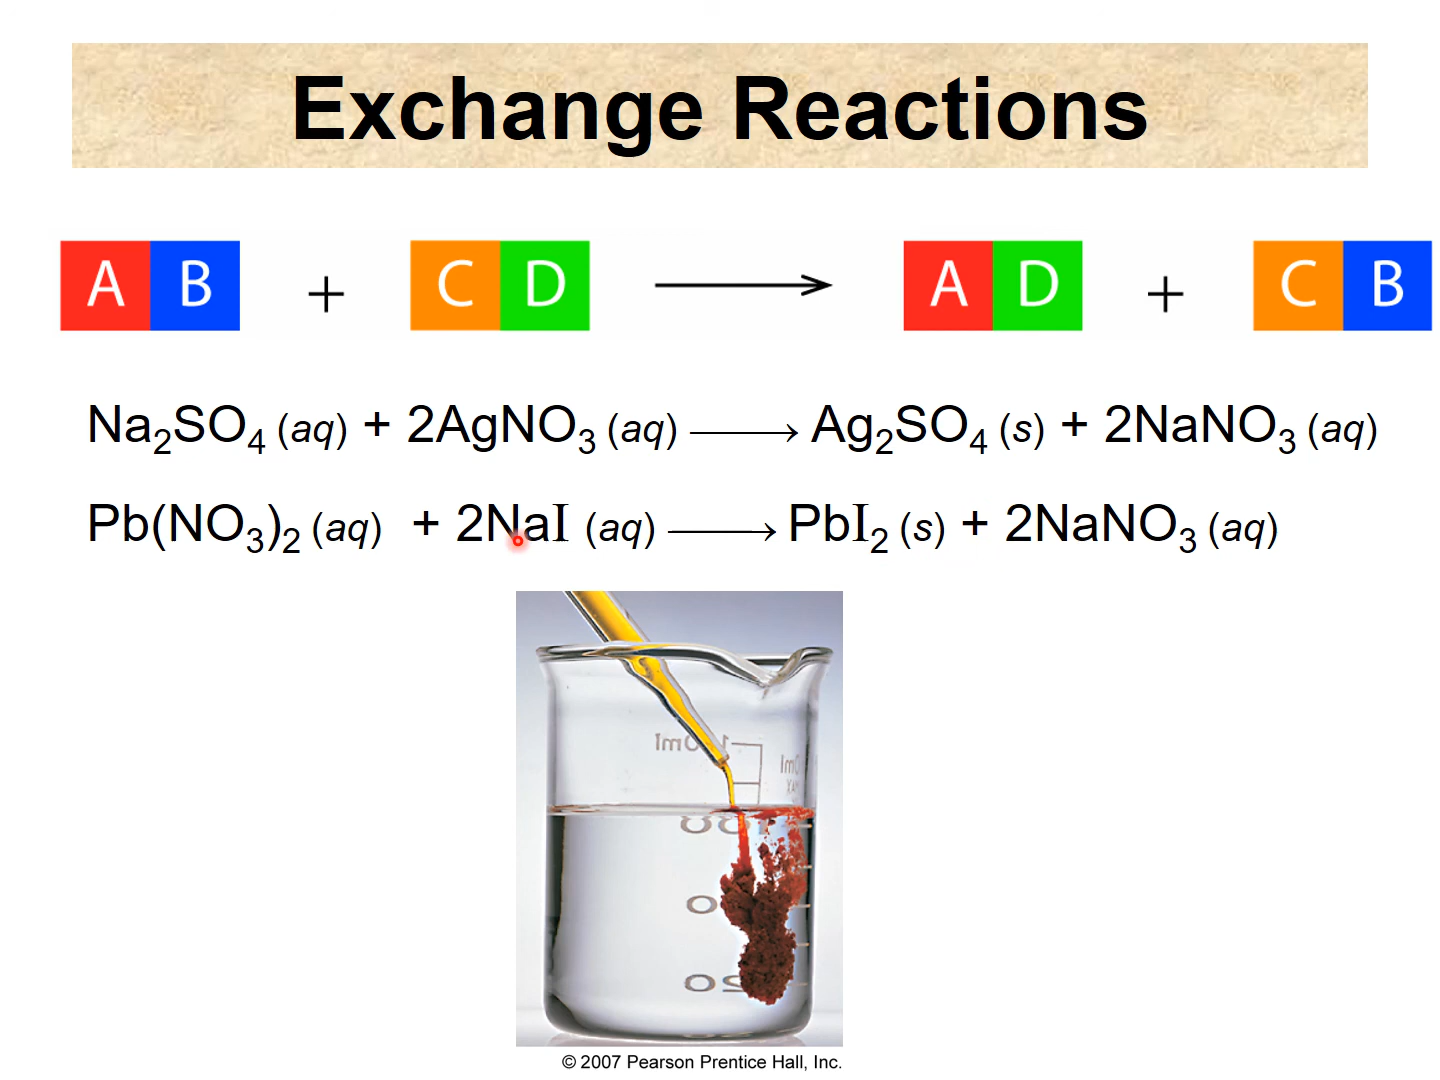 Exchange Reactions
A B + C D → A D + C B
Na₂SO₄ (aq) + 2AgNO₃ (aq) → Ag₂SO₄ (s) + 2NaNO₃ (aq)
Pb(NO₃)₂ (aq) + 2NaI (aq) → PbI₂ (s) + 2NaNO₃ (aq)
© 2007 Pearson Prentice Hall, Inc.